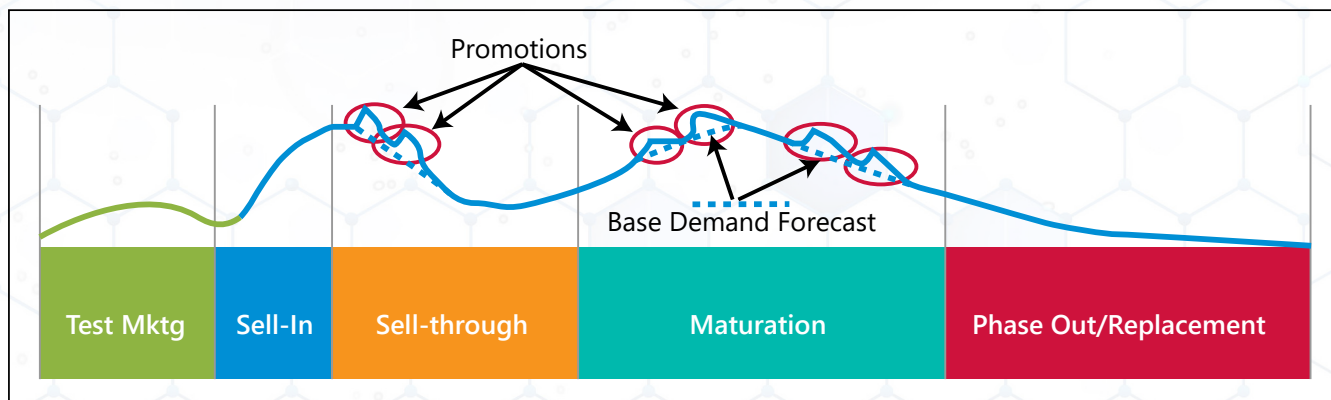 Promotions
Base Demand Forecast
Test Mktg
Sell-In
Sell-through
Maturation
Phase Out/Replacement